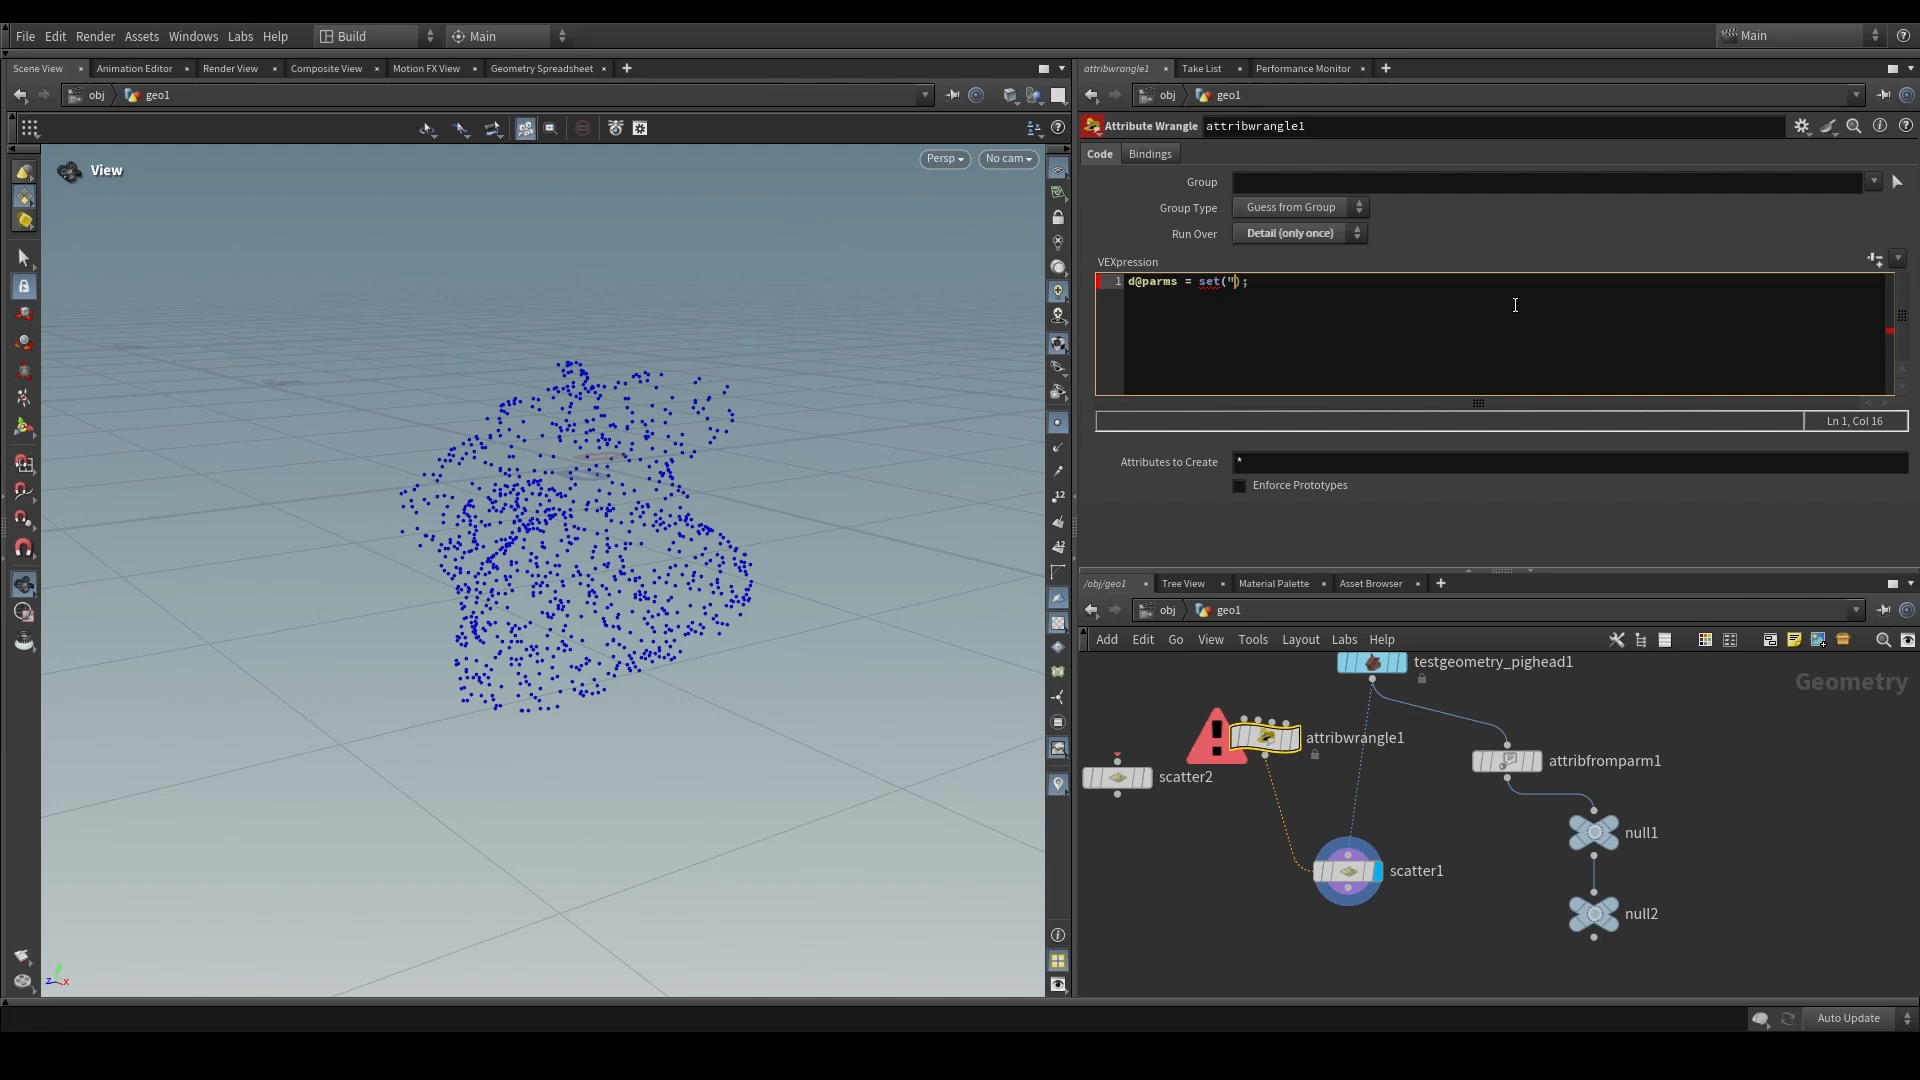 File Edit Render Assets Windows Labs Help Build Main Main
Scene View Animation Editor Render View Composite View Motion FX View Geometry Spreadsheet
attribwrangle1 Take List Performance Monitor
obj geo1
obj geo1
Attribute Wrangle attribwrangle1
Code Bindings
View
Persp No cam
Group
Group Type Guess from Group
Run Over Detail (only once)
VEXpression
1 d@parms = set(");
Ln 1, Col 16
Attributes to Create *
Enforce Prototypes
/obj/geo1 Tree View Material Palette Asset Browser
obj geo1
Add Edit Go View Tools Layout Labs Help
testgeometry_pighead1
Geometry
attribwrangle1
attribfromparm1
scatter2
null1
scatter1
null2
12
12
z x
Auto Update